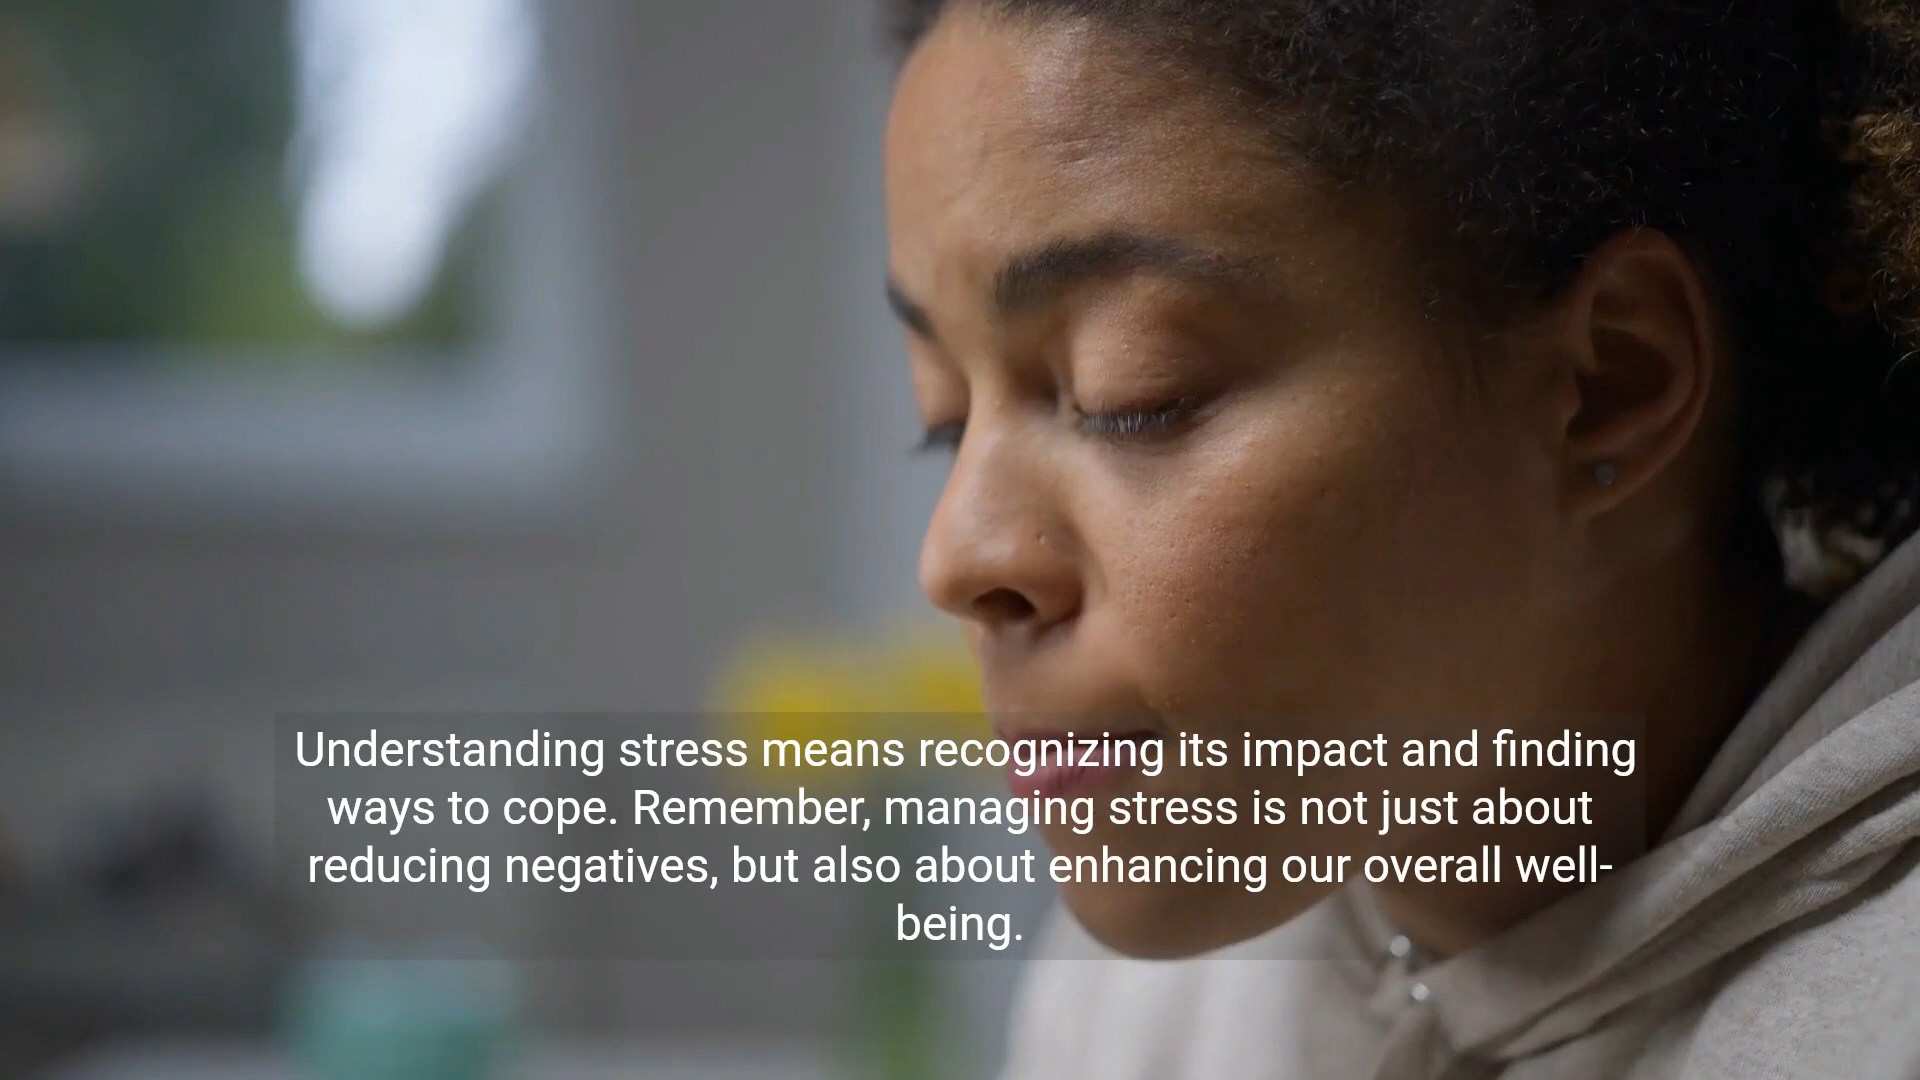 Understanding stress means recognizing its impact and finding
ways to cope. Remember, managing stress is not just about
reducing negatives, but also about enhancing our overall well-
being.